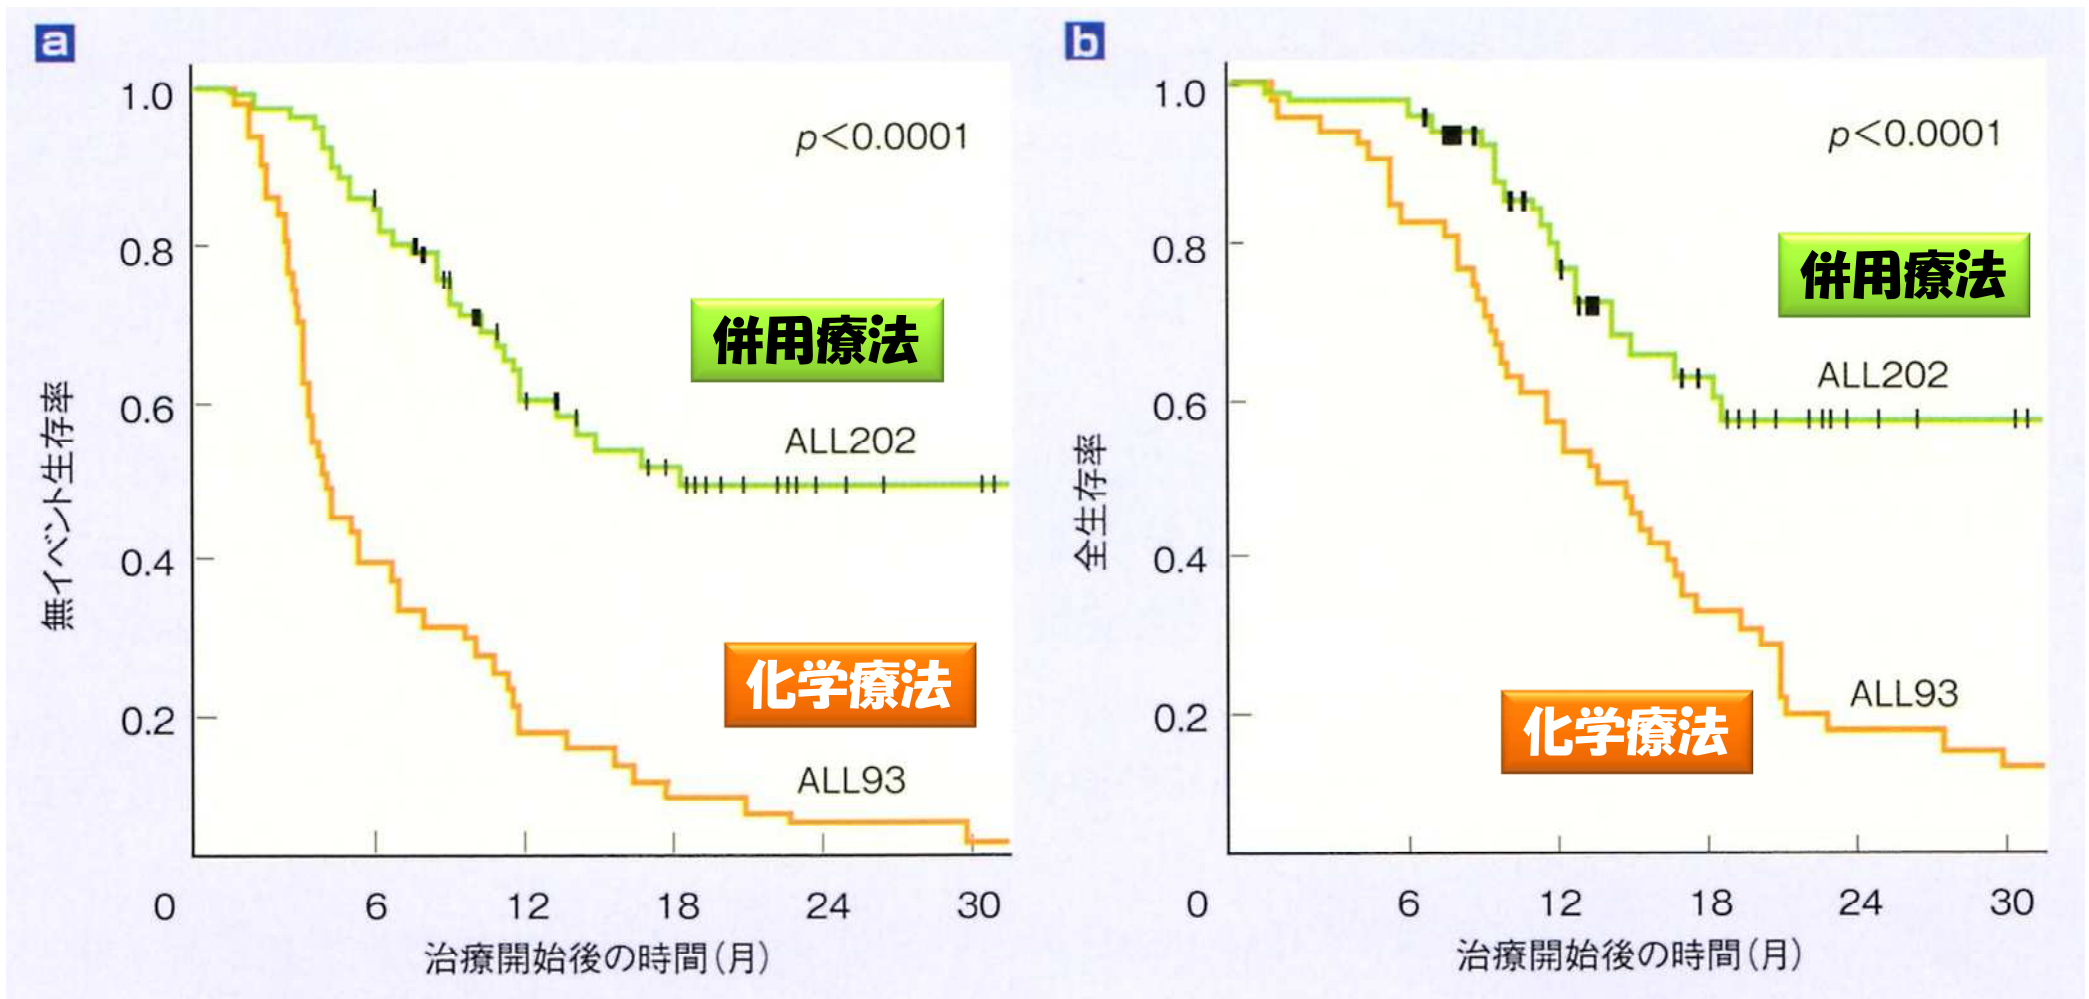 a
無イベント生存率
1.0
0.8
0.6
0.4
0.2
p<0.0001
併用療法
ALL202
化学療法
ALL93
0 6 12 18 24 30
治療開始後の時間(月)
b
全生存率
1.0
0.8
0.6
0.4
0.2
p<0.0001
併用療法
ALL202
ALL93
化学療法
0 6 12 18 24 30
治療開始後の時間(月)